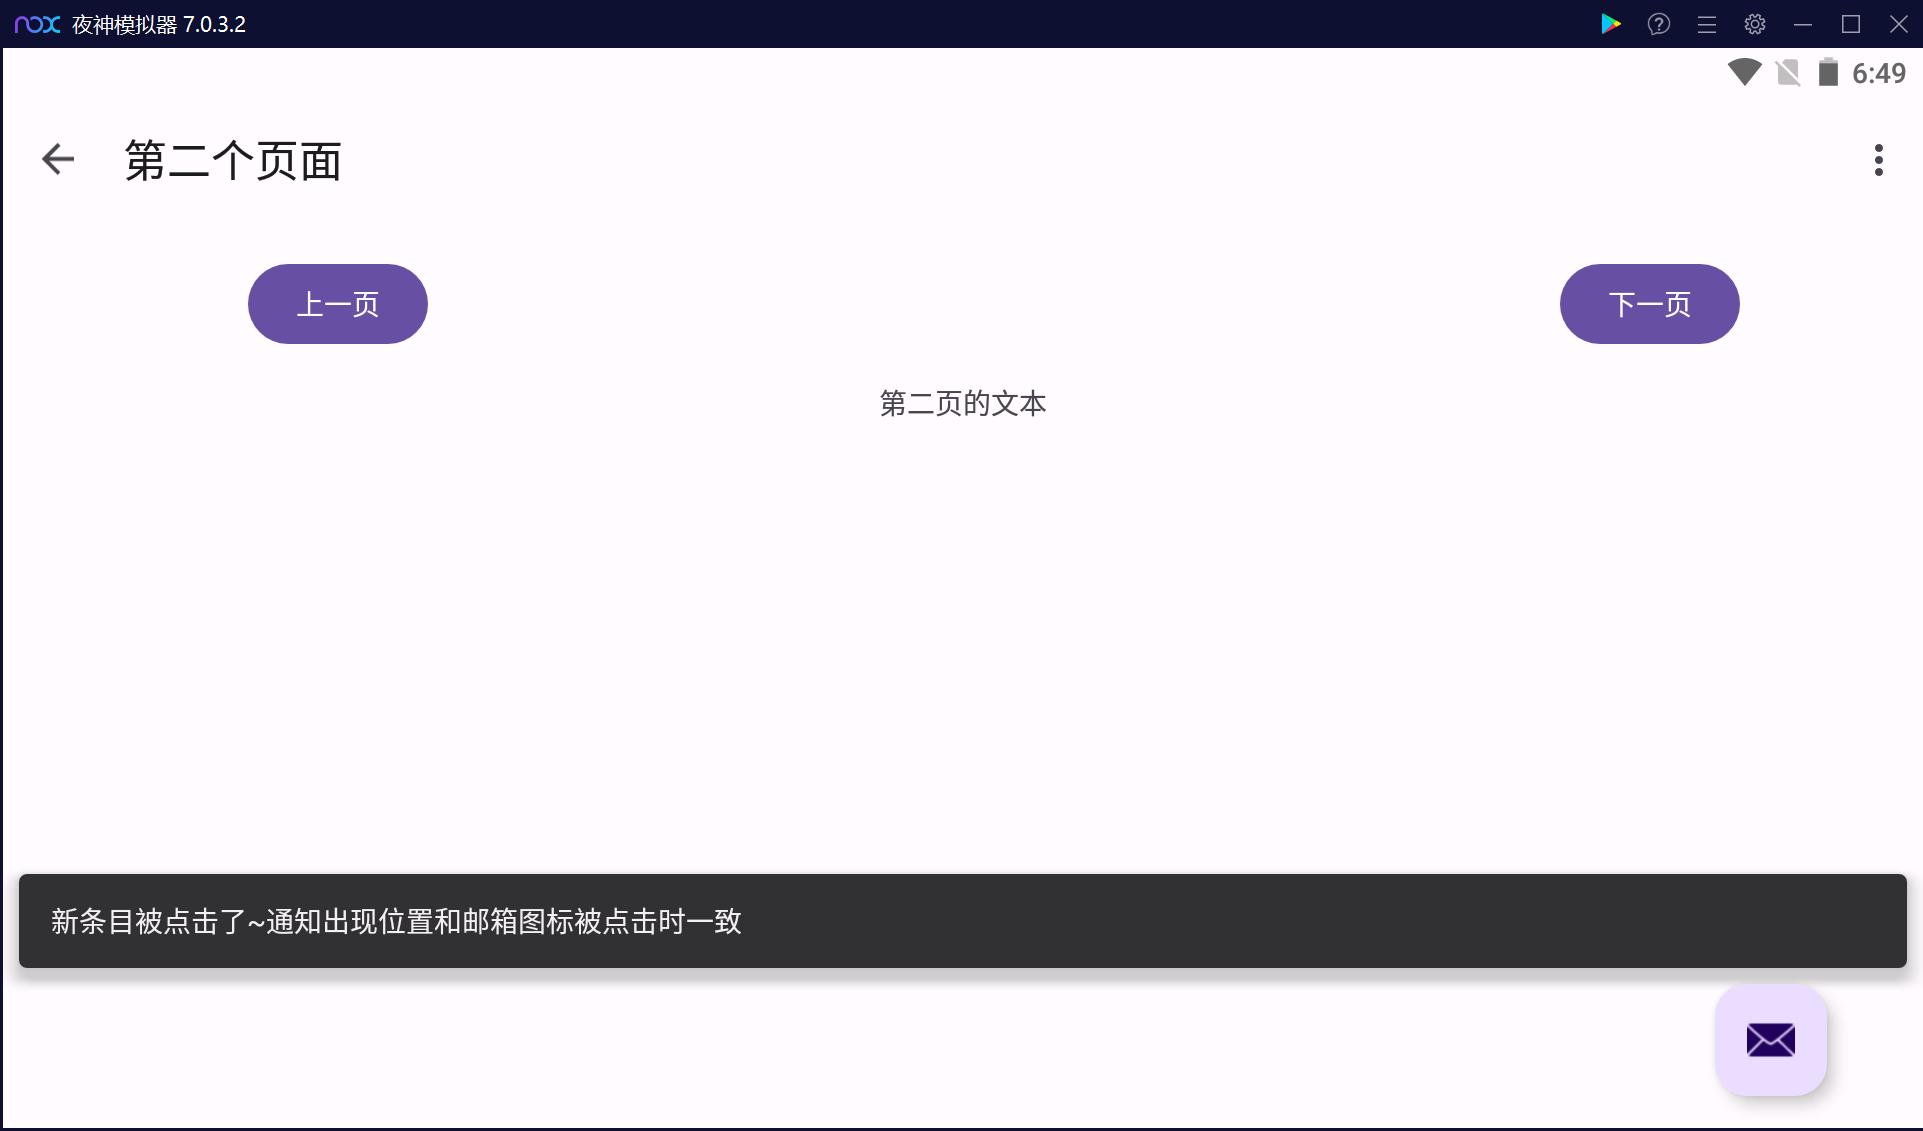 nox 夜神模拟器 7.0.3.2
6:49
第二个页面
上一页
下一页
第二页的文本
新条目被点击了~通知出现位置和邮箱图标被点击时一致